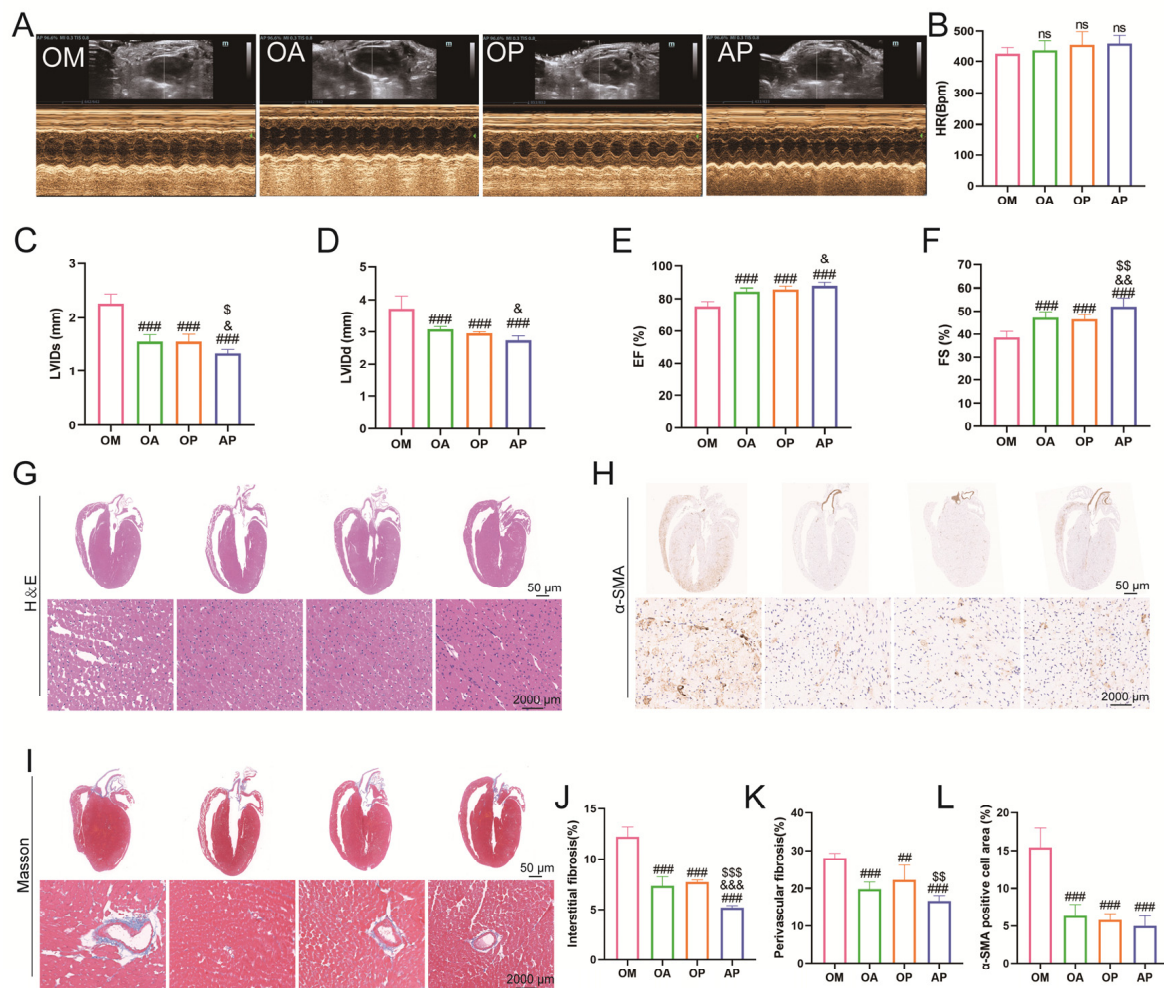 A
OM
OA
OP
AP
B
HR(Bpm)
500
400
300
200
100
0
ns
ns
ns
OM
OA
OP
AP
C
LVIDs (mm)
3
2
1
0
###
###
$
&
###
OM
OA
OP
AP
D
LVIDd (mm)
5
4
3
2
1
0
###
###
&
###
OM
OA
OP
AP
E
EF (%)
100
80
60
40
20
0
###
###
&
###
OM
OA
OP
AP
F
FS (%)
70
60
50
40
30
20
10
0
###
###
$$
&&
###
OM
OA
OP
AP
G
H&E
50 μm
2000 μm
H
α-SMA
50 μm
2000 μm
I
Masson
50 μm
2000 μm
J
Interstitial fibrosis(%)
15
10
5
0
###
###
$$$
&&&
###
OM
OA
OP
AP
K
Perivascular fibrosis(%)
40
30
20
10
0
###
##
$$
###
OM
OA
OP
AP
L
α-SMA positive cell area (%)
20
15
10
5
0
###
###
###
OM
OA
OP
AP